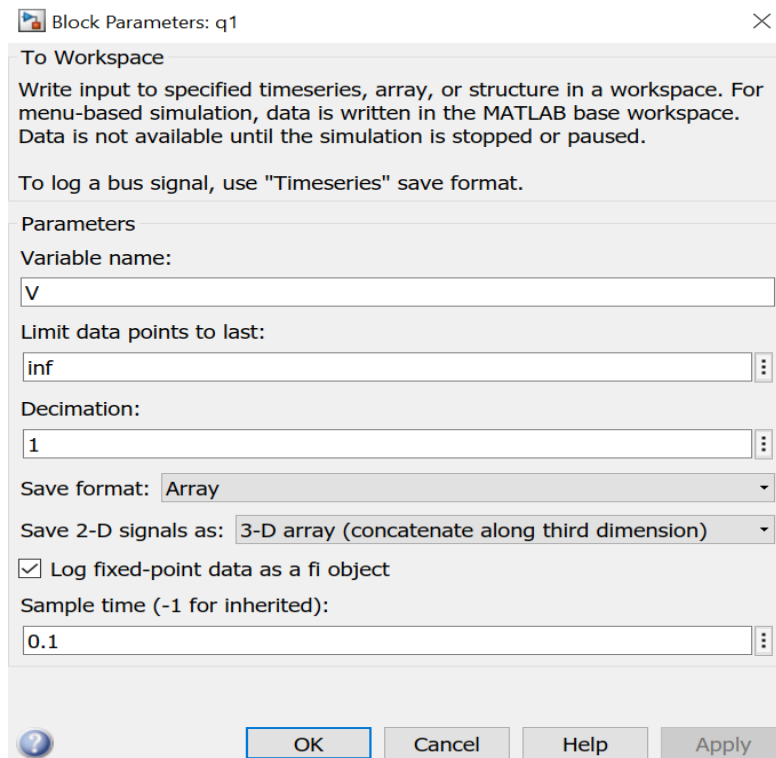 Block Parameters: q1
To Workspace
Write input to specified timeseries, array, or structure in a workspace. For
menu-based simulation, data is written in the MATLAB base workspace.
Data is not available until the simulation is stopped or paused.
To log a bus signal, use "Timeseries" save format.
Parameters
Variable name:
V
Limit data points to last:
inf
Decimation:
1
Save format: Array
Save 2-D signals as: 3-D array (concatenate along third dimension)
Log fixed-point data as a fi object
Sample time (-1 for inherited):
0.1
? OK Cancel Help Apply